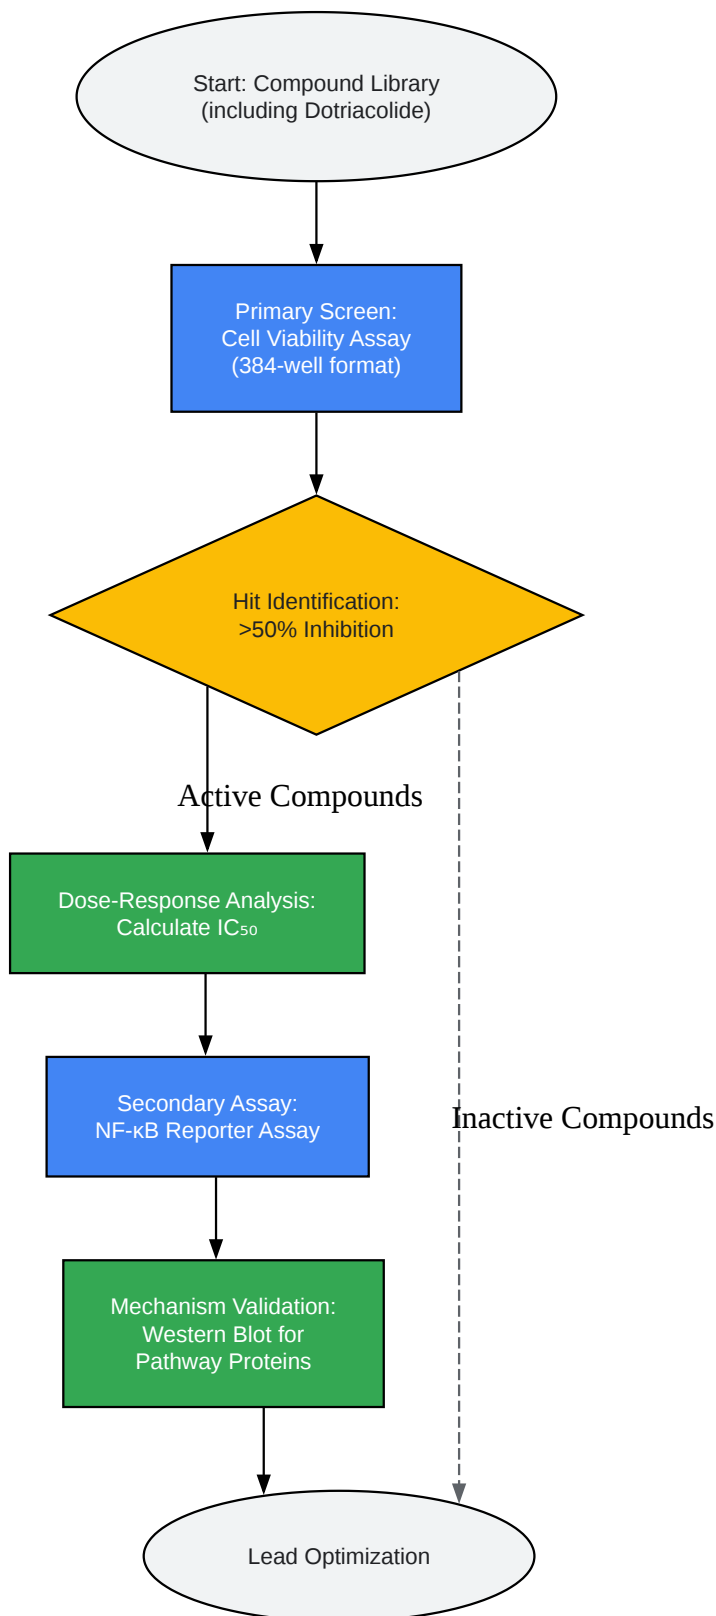 Start: Compound Library
(including Dotriacolide)
Primary Screen:
Cell Viability Assay
(384-well format)
Hit Identification:
>50% Inhibition
Active Compounds
Dose-Response Analysis:
Calculate IC₅₀
Secondary Assay:
NF-κB Reporter Assay
Inactive Compounds
Mechanism Validation:
Western Blot for
Pathway Proteins
Lead Optimization